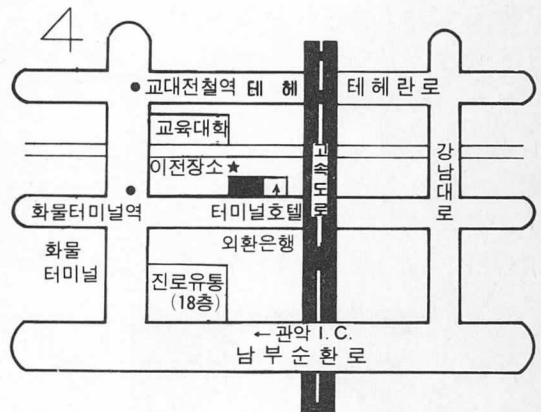 4
교대전철역 테 헤
테 헤 란 로
교육대학
고속도로
강남대로
이전장소★
화물터미널역
터미널호텔
화물
터미널
외환은행
진로유통
(18층)
←관악 I.C.
남 부 순 환 로